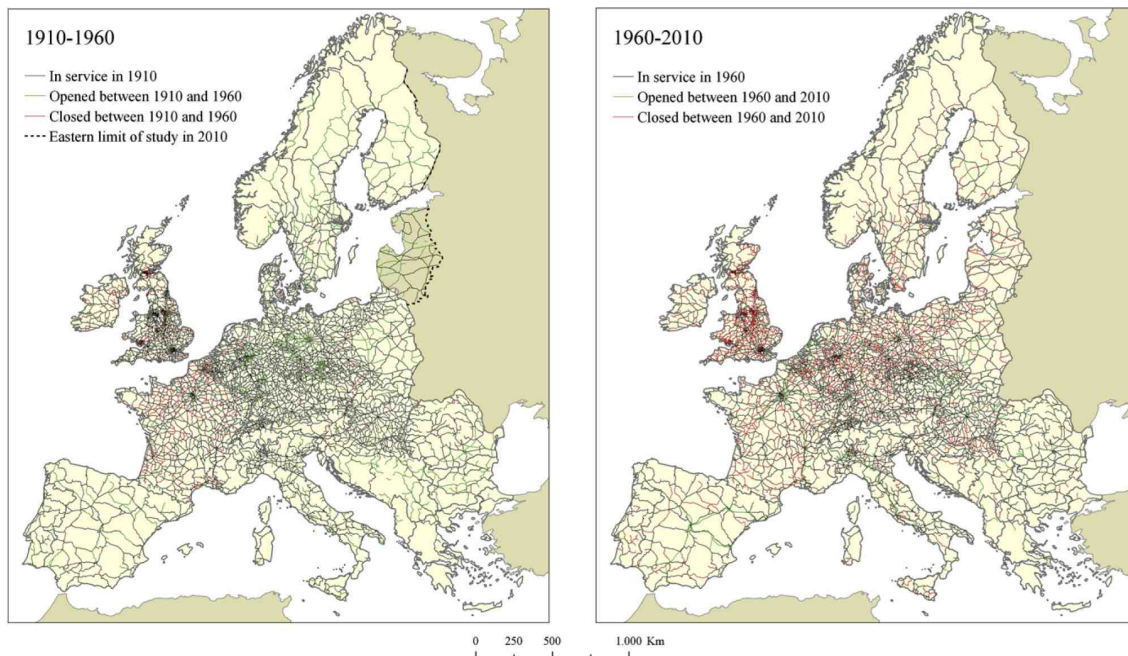 1910-1960
In service in 1910
Opened between 1910 and 1960
Closed between 1910 and 1960
Eastern limit of study in 2010
1960-2010
In service in 1960
Opened between 1960 and 2010
Closed between 1960 and 2010
0 250 500 1.000 Km